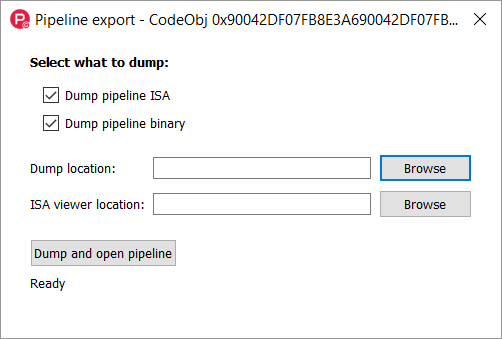 Pipeline export - CodeObj 0x90042DF07FB8E3A690042DF07FB...
Select what to dump:
Dump pipeline ISA
Dump pipeline binary
Dump location: Browse
ISA viewer location: Browse
Dump and open pipeline
Ready